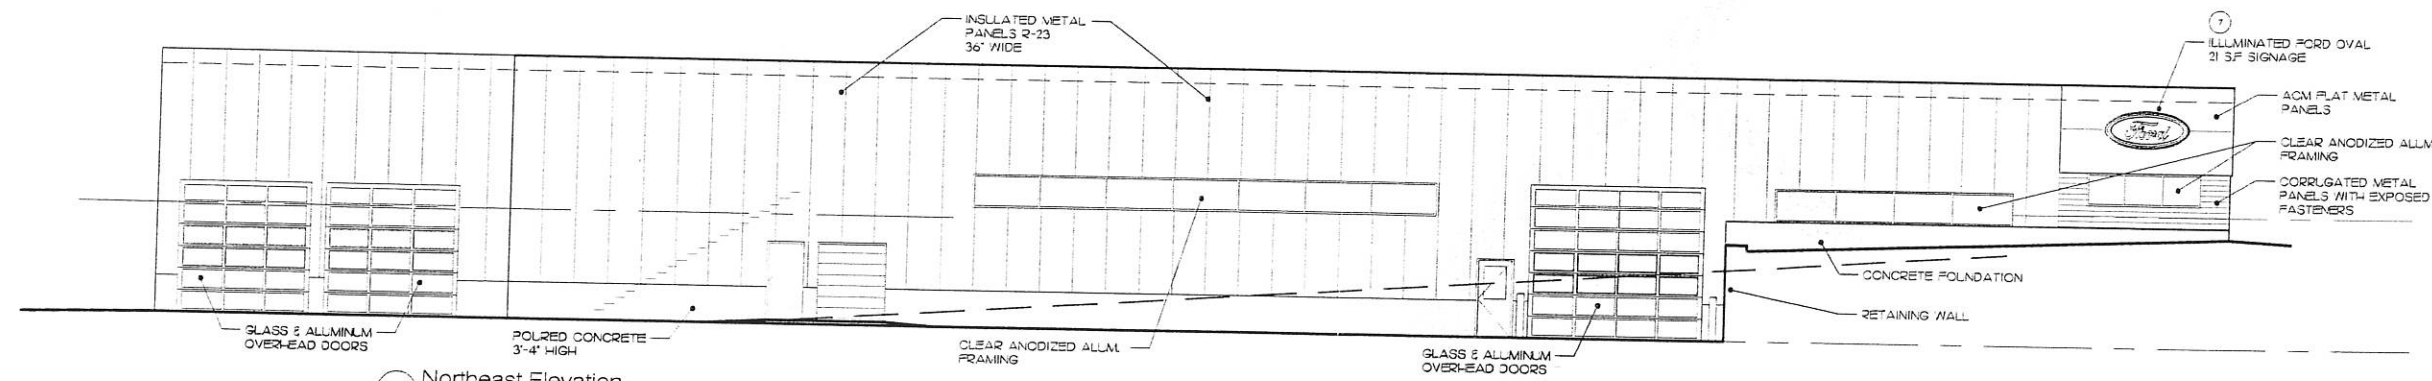 INSULATED METAL
PANELS R-23
36" WIDE
7
ILLUMINATED FORD OVAL
21 S.F SIGNAGE
ACM FLAT METAL
PANELS
Ford
CLEAR ANODIZED ALUM
FRAMING
CORRUGATED METAL
PANELS WITH EXPOSED
FASTENERS
CONCRETE FOUNDATION
RETAINING WALL
GLASS & ALUMINUM
OVERHEAD DOORS
POURED CONCRETE
3'-4" HIGH
CLEAR ANODIZED ALUM.
FRAMING
GLASS & ALUMINUM
OVERHEAD DOORS
Northeast Elevation